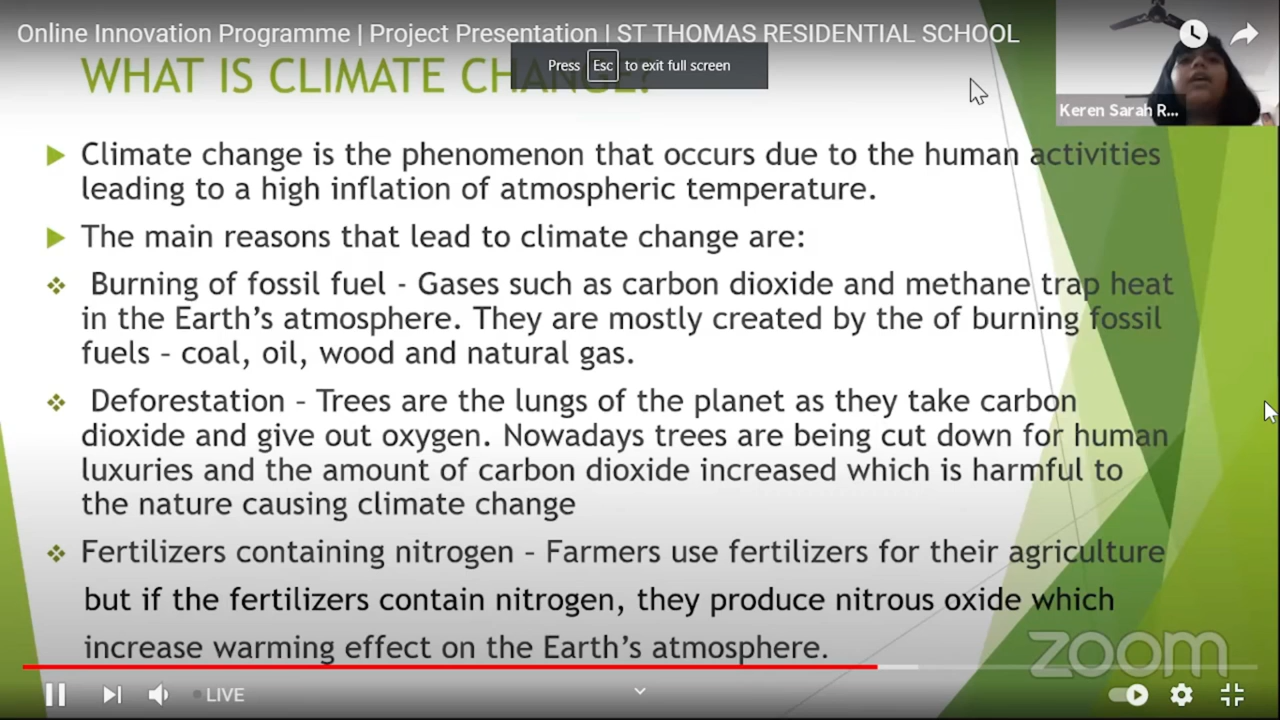 Online Innovation Programme | Project Presentation | ST THOMAS RESIDENTIAL SCHOOL
Press Esc to exit full screen
WHAT IS CLIMATE CHANGE?
Keren Sarah R...
Climate change is the phenomenon that occurs due to the human activities
leading to a high inflation of atmospheric temperature.
The main reasons that lead to climate change are:
Burning of fossil fuel - Gases such as carbon dioxide and methane trap heat
in the Earth's atmosphere. They are mostly created by the of burning fossil
fuels – coal, oil, wood and natural gas.
Deforestation – Trees are the lungs of the planet as they take carbon
dioxide and give out oxygen. Nowadays trees are being cut down for human
luxuries and the amount of carbon dioxide increased which is harmful to
the nature causing climate change
Fertilizers containing nitrogen – Farmers use fertilizers for their agriculture
but if the fertilizers contain nitrogen, they produce nitrous oxide which
increase warming effect on the Earth's atmosphere.
zoom
LIVE